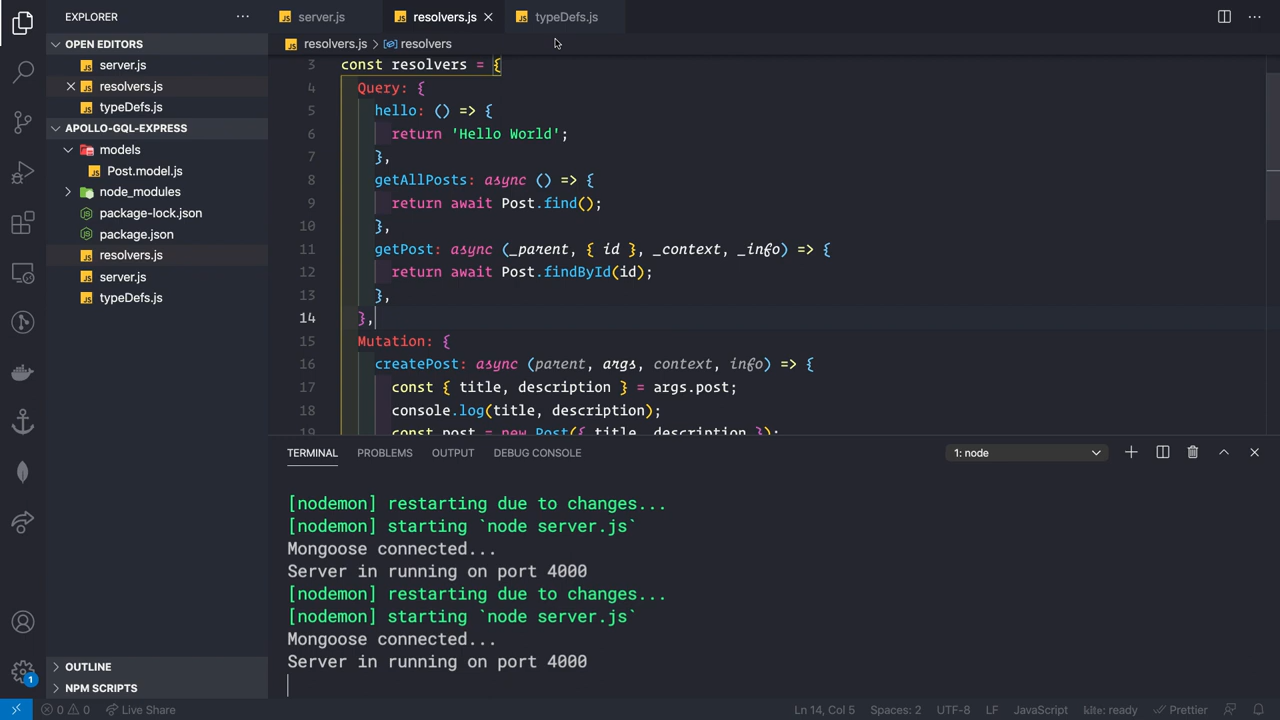 EXPLORER
OPEN EDITORS
server.js
resolvers.js
typeDefs.js
APOLLO-GQL-EXPRESS
models
Post.model.js
node_modules
package-lock.json
package.json
resolvers.js
server.js
typeDefs.js
OUTLINE
NPM SCRIPTS
server.js resolvers.js typeDefs.js
resolvers.js > resolvers
3 const resolvers = {
4 Query: {
5 hello: () => {
6 return 'Hello World';
7 },
8 getAllPosts: async () => {
9 return await Post.find();
10 },
11 getPost: async (_parent, { id }, _context, _info) => {
12 return await Post.findById(id);
13 },
14 },
15 Mutation: {
16 createPost: async (parent, args, context, info) => {
17 const { title, description } = args.post;
18 console.log(title, description);
19 const post = new Post({ title, description });
TERMINAL PROBLEMS OUTPUT DEBUG CONSOLE 1: node
[nodemon] restarting due to changes...
[nodemon] starting `node server.js`
Mongoose connected...
Server in running on port 4000
[nodemon] restarting due to changes...
[nodemon] starting `node server.js`
Mongoose connected...
Server in running on port 4000
1
0 0 Live Share Ln 14, Col 5 Spaces: 2 UTF-8 LF JavaScript kite: ready Prettier